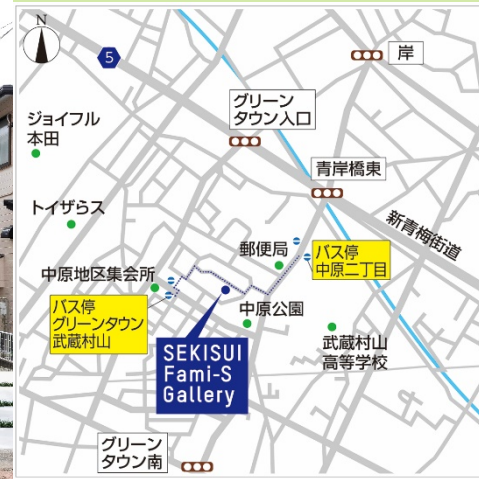 N
5
岸
ジョイフル
本田
グリーン
タウン入口
青岸橋東
トイザらス
新青梅街道
郵便局
バス停
中原二丁目
中原地区集会所
バス停
グリーンタウン
武蔵村山
中原公園
武蔵村山
高等学校
SEKISUI
Fami-S
Gallery
グリーン
タウン南